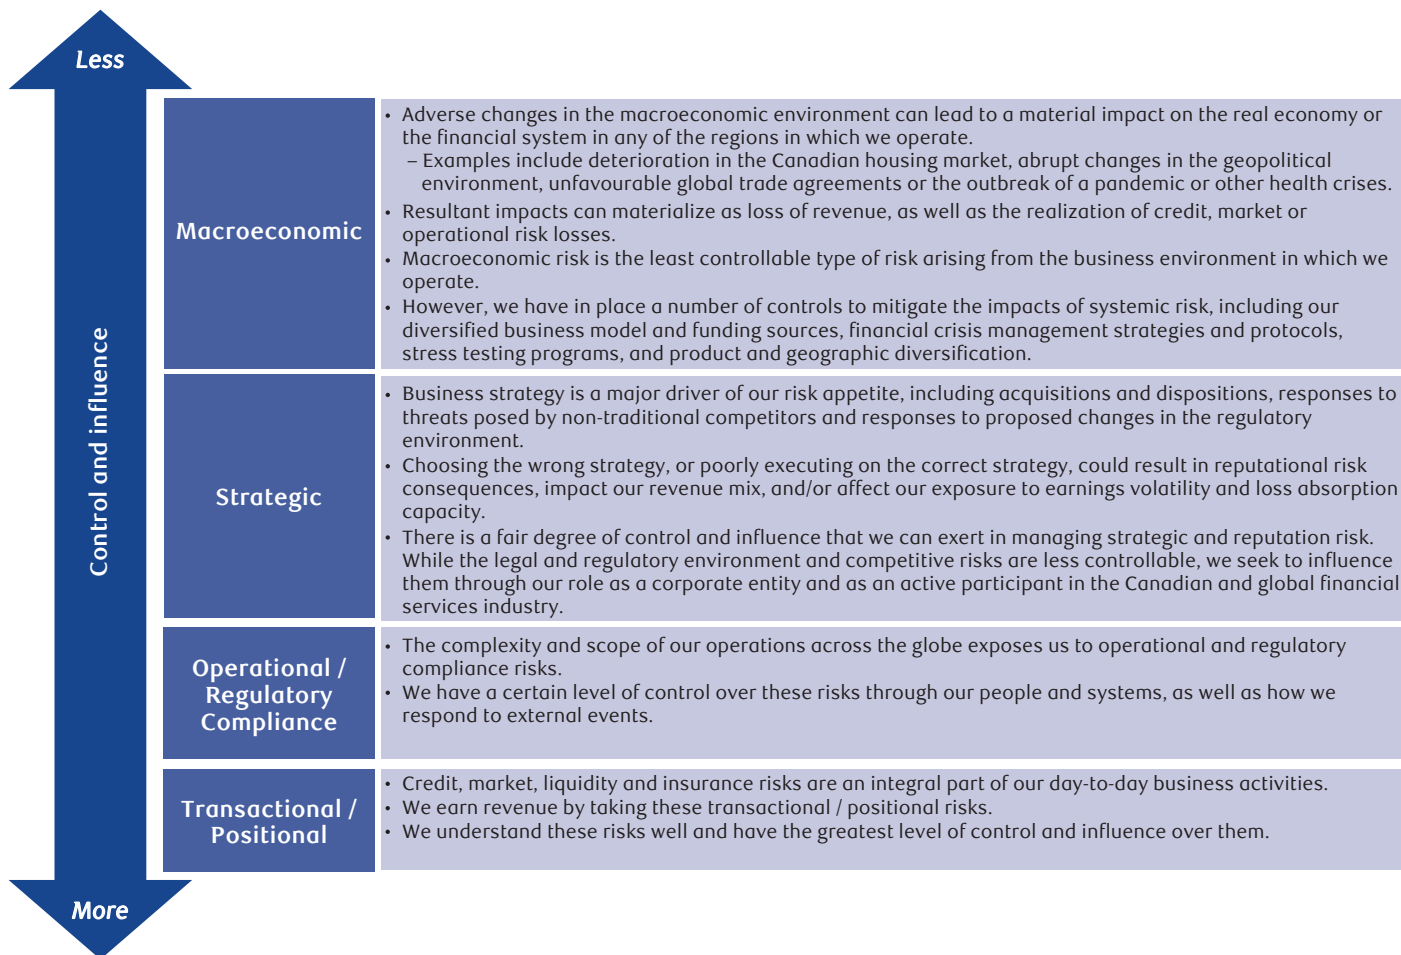 Less
Control and influence
Macroeconomic
• Adverse changes in the macroeconomic environment can lead to a material impact on the real economy or
the financial system in any of the regions in which we operate.
– Examples include deterioration in the Canadian housing market, abrupt changes in the geopolitical
environment, unfavourable global trade agreements or the outbreak of a pandemic or other health crises.
• Resultant impacts can materialize as loss of revenue, as well as the realization of credit, market or
operational risk losses.
• Macroeconomic risk is the least controllable type of risk arising from the business environment in which we
operate.
• However, we have in place a number of controls to mitigate the impacts of systemic risk, including our
diversified business model and funding sources, financial crisis management strategies and protocols,
stress testing programs, and product and geographic diversification.
Strategic
• Business strategy is a major driver of our risk appetite, including acquisitions and dispositions, responses to
threats posed by non-traditional competitors and responses to proposed changes in the regulatory
environment.
• Choosing the wrong strategy, or poorly executing on the correct strategy, could result in reputational risk
consequences, impact our revenue mix, and/or affect our exposure to earnings volatility and loss absorption
capacity.
• There is a fair degree of control and influence that we can exert in managing strategic and reputation risk.
While the legal and regulatory environment and competitive risks are less controllable, we seek to influence
them through our role as a corporate entity and as an active participant in the Canadian and global financial
services industry.
Operational /
Regulatory
Compliance
• The complexity and scope of our operations across the globe exposes us to operational and regulatory
compliance risks.
• We have a certain level of control over these risks through our people and systems, as well as how we
respond to external events.
Transactional /
Positional
• Credit, market, liquidity and insurance risks are an integral part of our day-to-day business activities.
• We earn revenue by taking these transactional / positional risks.
• We understand these risks well and have the greatest level of control and influence over them.
More